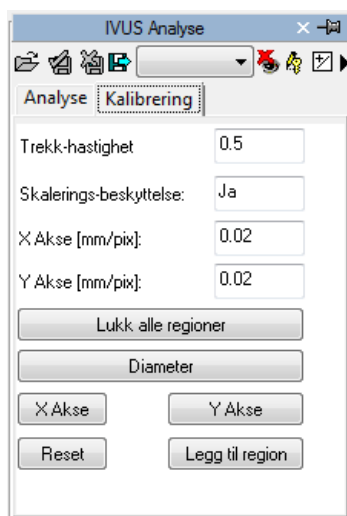 IVUS Analyse
Analyse Kalibrering
Trekk-hastighet 0.5
Skalerings-beskyttelse: Ja
X Akse [mm/pix]: 0.02
Y Akse [mm/pix]: 0.02
Lukk alle regioner
Diameter
X Akse Y Akse
Reset Legg til region